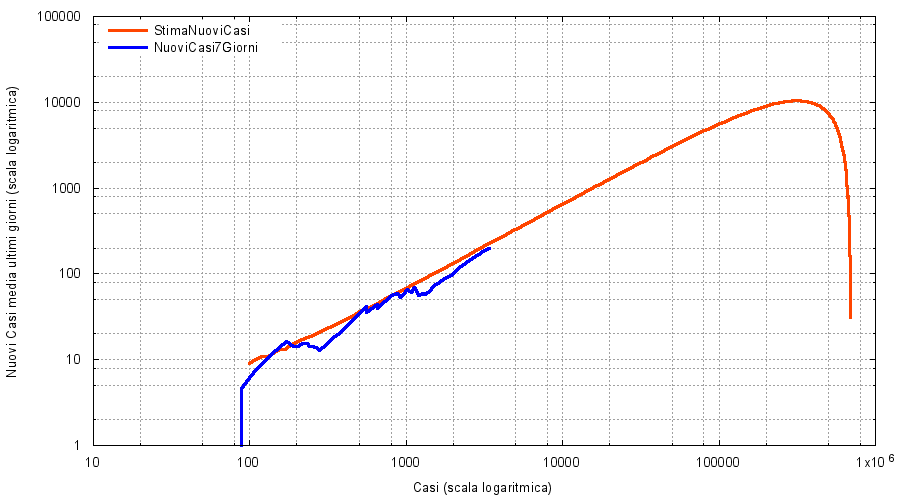 100000
StimaNuoviCasi
NuoviCasi7Giorni
10000
1000
100
10
1
Nuovi Casi media ultimi giorni (scala logaritmica)
10
100
1000
10000
100000
1x10^6
Casi (scala logaritmica)